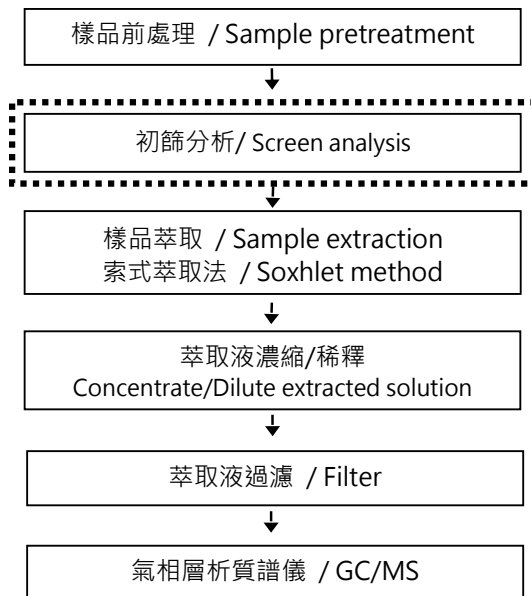 樣品前處理 / Sample pretreatment
初篩分析/ Screen analysis
樣品萃取 / Sample extraction
索式萃取法 / Soxhlet method
萃取液濃縮/稀釋
Concentrate/Dilute extracted solution
萃取液過濾 / Filter
氣相層析質譜儀 / GC/MS